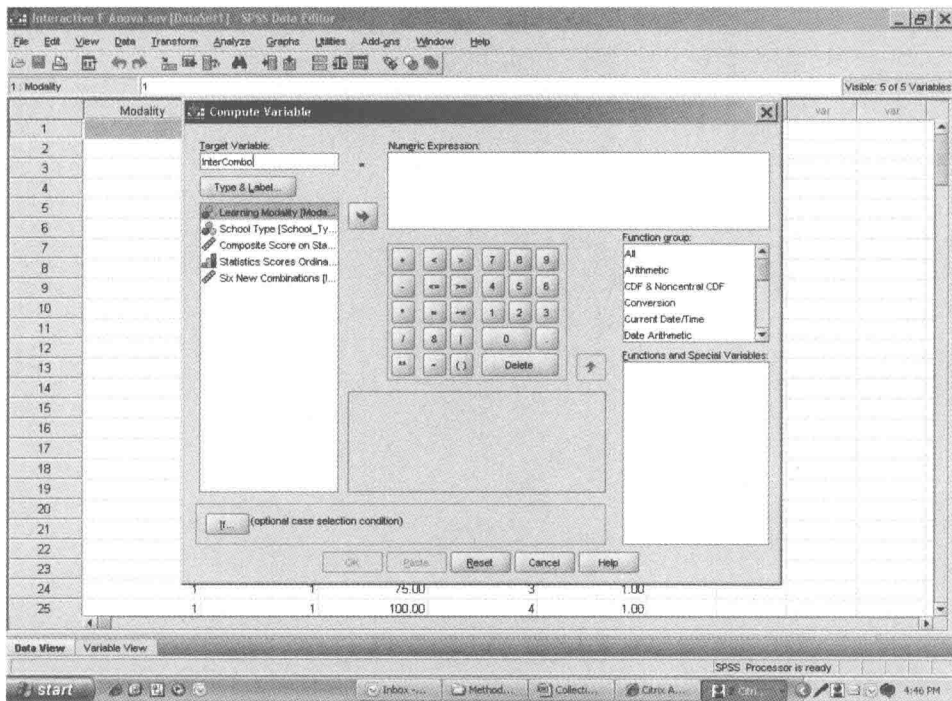 Interactivo F Anova.sav [DataSet1] - SPSS Data Editor
File Edit View Data Transform Analyze Graphs Utilities Add-ons Window Help
1 : Modality 1 Visible: 5 of 5 Variables
Modality var var
Compute Variable
Target Variable:
InterCombo
=
Numeric Expression:
Type & Label...
Learning Modality [Moda...
School Type [School_Ty...
Composite Score on Sta...
Statistics Scores Ordina...
Six New Combinations [I...
+ < > 7 8 9
- <= >= 4 5 6
* = ~= 1 2 3
/ & | 0 .
** ~ ( ) Delete
Function group:
All
Arithmetic
CDF & Noncentral CDF
Conversion
Current Date/Time
Date Arithmetic
Functions and Special Variables:
If... (optional case selection condition)
OK Paste Reset Cancel Help
1
2
3
4
5
6
7
8
9
10
11
12
13
14
15
16
17
18
19
20
21
22
23
24 1 1 75.00 3 1.00
25 1 1 100.00 4 1.00
Data View Variable View
SPSS Processor is ready
start Inbox -... Method... Collecti... Citrix A... 4:46 PM